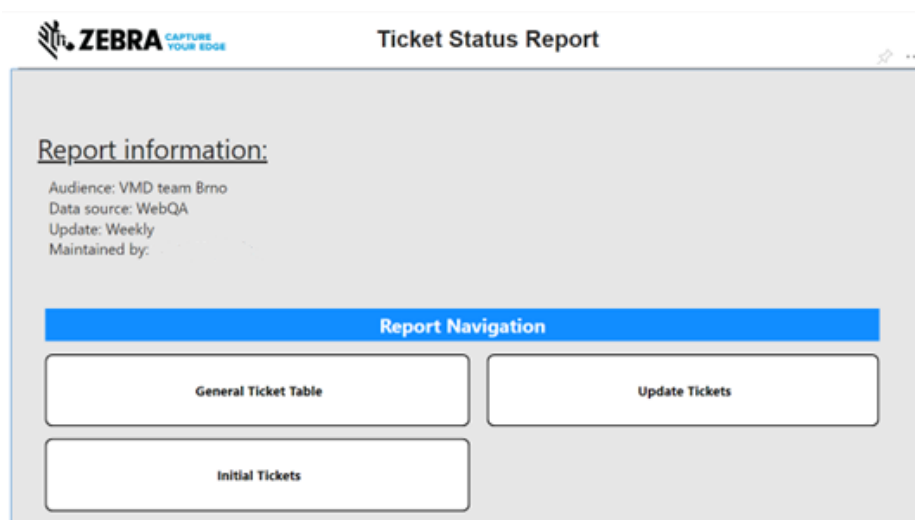 ZEBRA CAPTURE YOUR EDGE
Ticket Status Report
Report information:
Audience: VMD team Brno
Data source: WebQA
Update: Weekly
Maintained by:
Report Navigation
General Ticket Table
Update Tickets
Initial Tickets